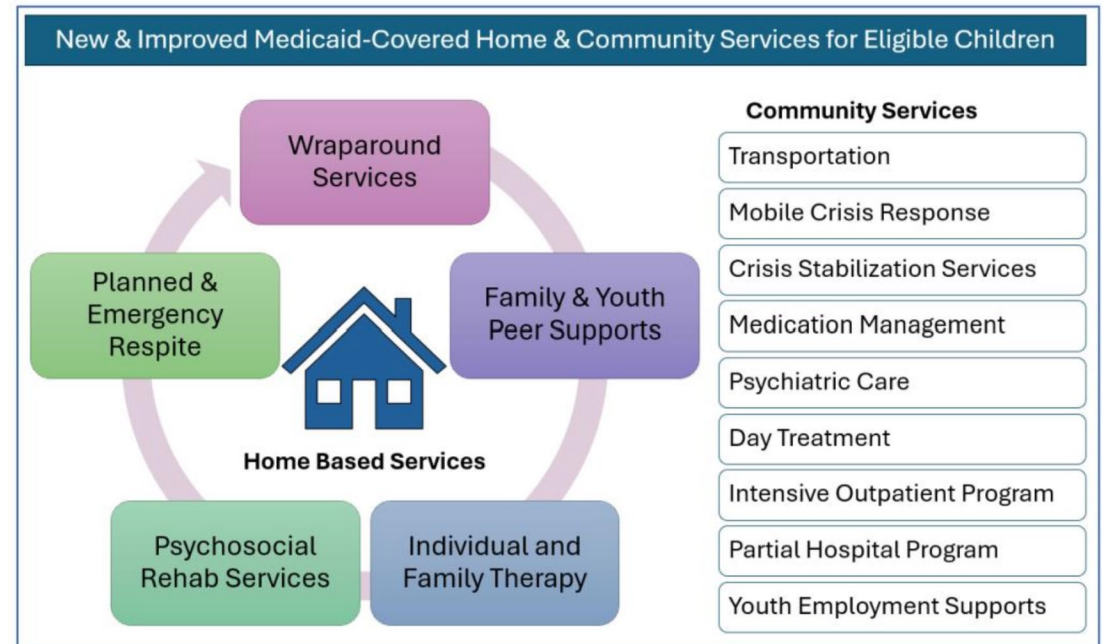 New & Improved Medicaid-Covered Home & Community Services for Eligible Children
Wraparound
Services
Family & Youth
Peer Supports
Individual and
Family Therapy
Psychosocial
Rehab Services
Planned &
Emergency
Respite
Home Based Services
Community Services
Transportation
Mobile Crisis Response
Crisis Stabilization Services
Medication Management
Psychiatric Care
Day Treatment
Intensive Outpatient Program
Partial Hospital Program
Youth Employment Supports